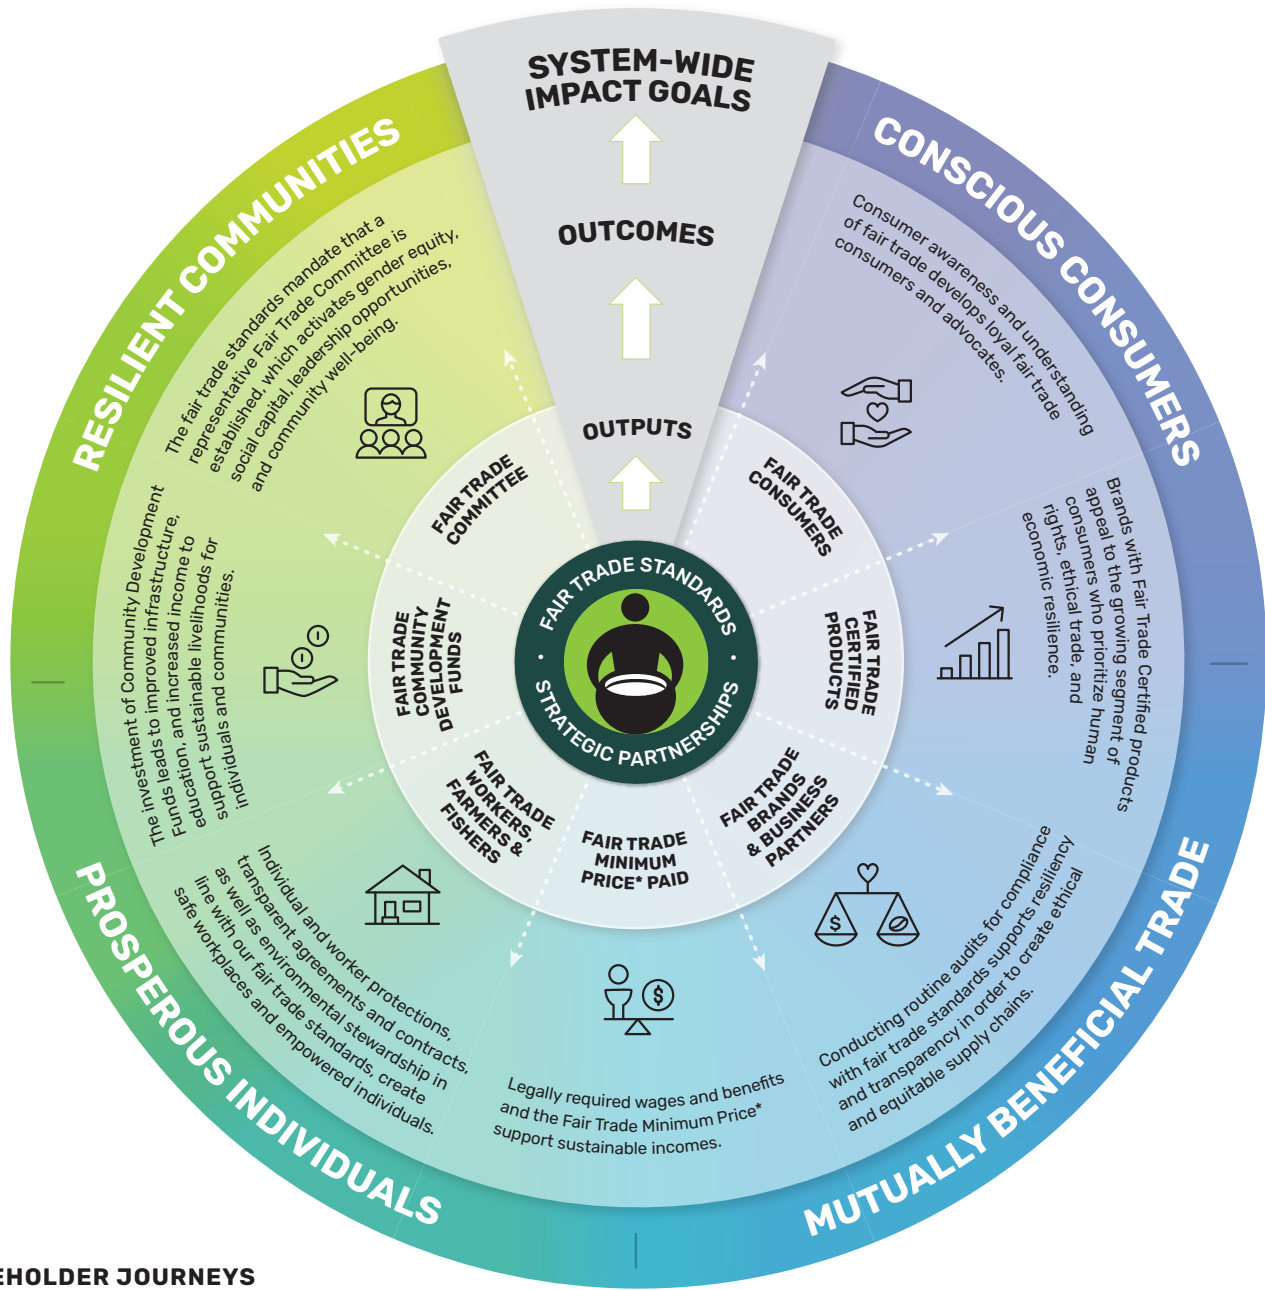 SYSTEM-WIDE
IMPACT GOALS
OUTCOMES
OUTPUTS
CONSCIOUS CONSUMERS
Consumer awareness and understanding
of fair trade develops loyal fair trade
consumers and advocates.
FAIR TRADE
CONSUMERS
Brands with Fair Trade Certified products
appeal to the growing segment of
consumers who prioritize human
rights, ethical trade, and
economic resilience.
FAIR TRADE
CERTIFIED
PRODUCTS
MUTUALLY BENEFICIAL TRADE
Conducting routine audits for compliance
with fair trade standards supports resiliency
and transparency in order to create ethical
and equitable supply chains.
FAIR TRADE
BRANDS
& BUSINESS
PARTNERS
FAIR TRADE
MINIMUM
PRICE* PAID
Legally required wages and benefits
and the Fair Trade Minimum Price*
support sustainable incomes.
PROSPEROUS INDIVIDUALS
Individual and worker protections,
transparent agreements and contracts,
as well as environmental stewardship in
line with our fair trade standards, create
safe workplaces and empowered individuals.
FAIR TRADE
WORKERS,
FARMERS &
FISHERS
The investment of Community Development
Funds leads to improved infrastructure,
education, and increased income to
support sustainable livelihoods for
individuals and communities.
FAIR TRADE
COMMUNITY
DEVELOPMENT
FUNDS
RESILIENT COMMUNITIES
The fair trade standards mandate that a
representative Fair Trade Committee is
established, which activates gender equity,
social capital, leadership opportunities,
and community well-being.
FAIR TRADE
COMMITTEE
FAIR TRADE STANDARDS
STRATEGIC PARTNERSHIPS
$
$
EHOLDER JOURNEYS